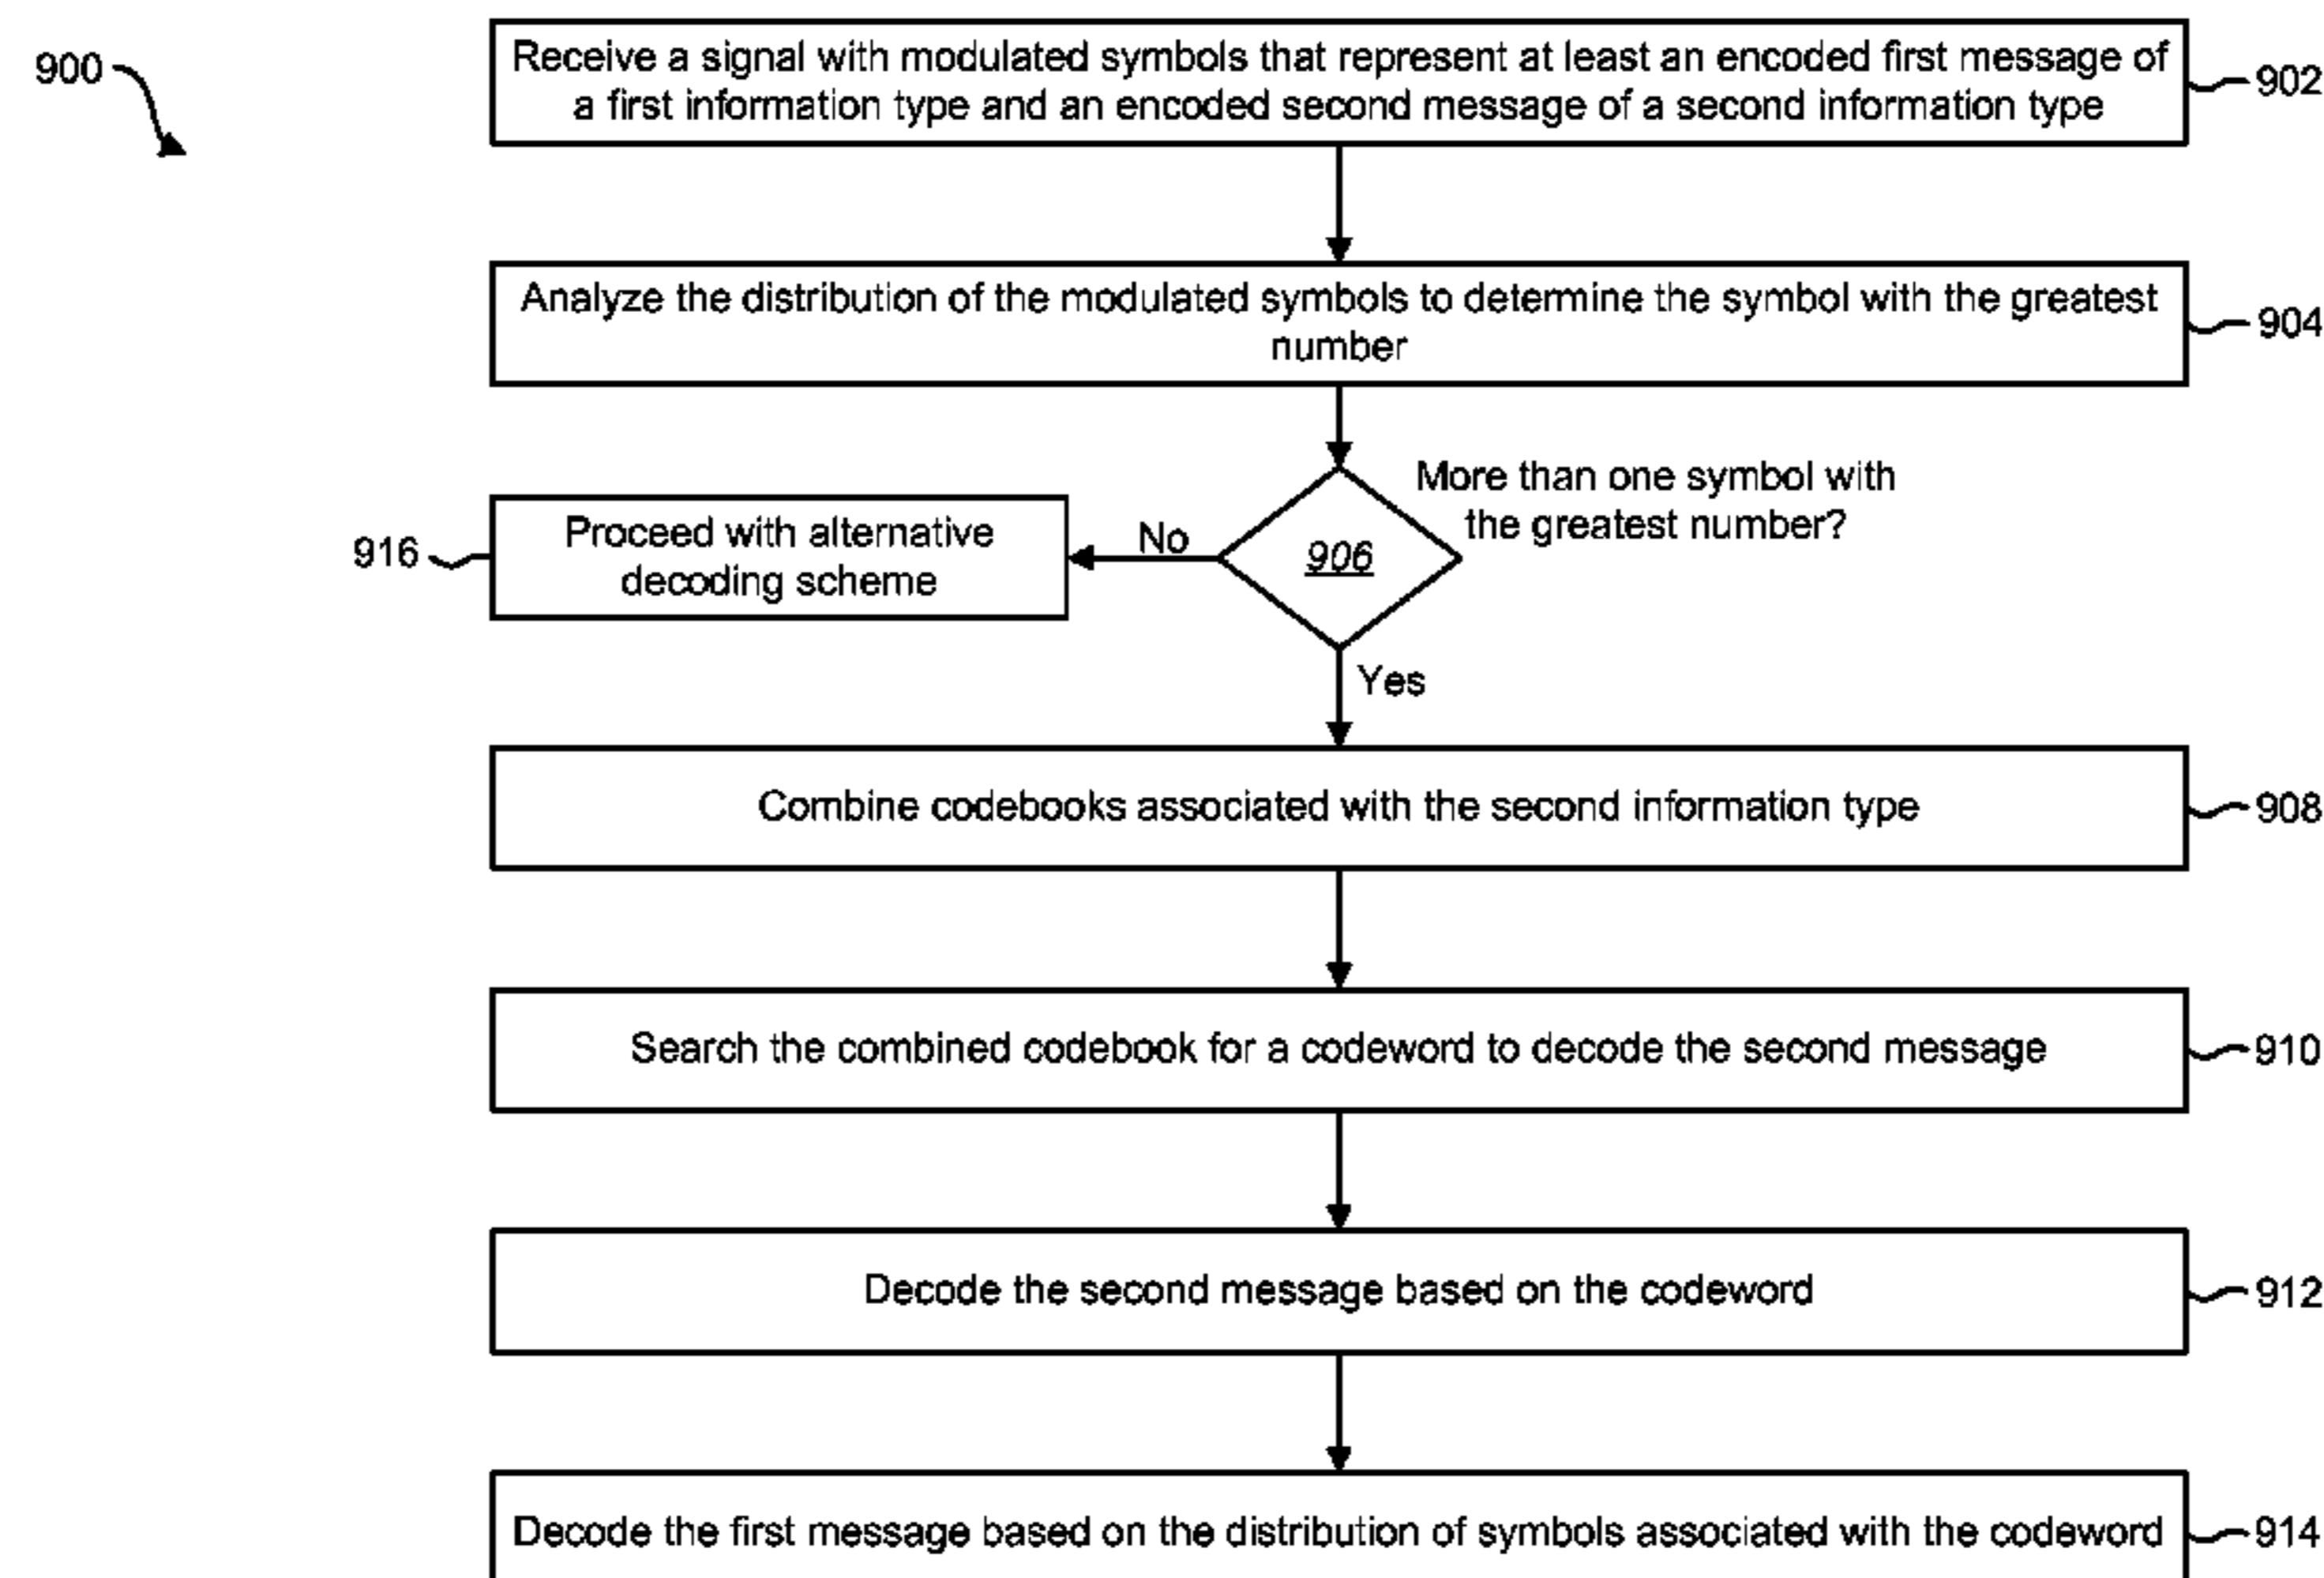 900
Receive a signal with modulated symbols that represent at least an encoded first message of
a first information type and an encoded second message of a second information type
902
Analyze the distribution of the modulated symbols to determine the symbol with the greatest
number
904
More than one symbol with
the greatest number?
906
No
Proceed with alternative
decoding scheme
916
Yes
Combine codebooks associated with the second information type
908
Search the combined codebook for a codeword to decode the second message
910
Decode the second message based on the codeword
912
Decode the first message based on the distribution of symbols associated with the codeword
914